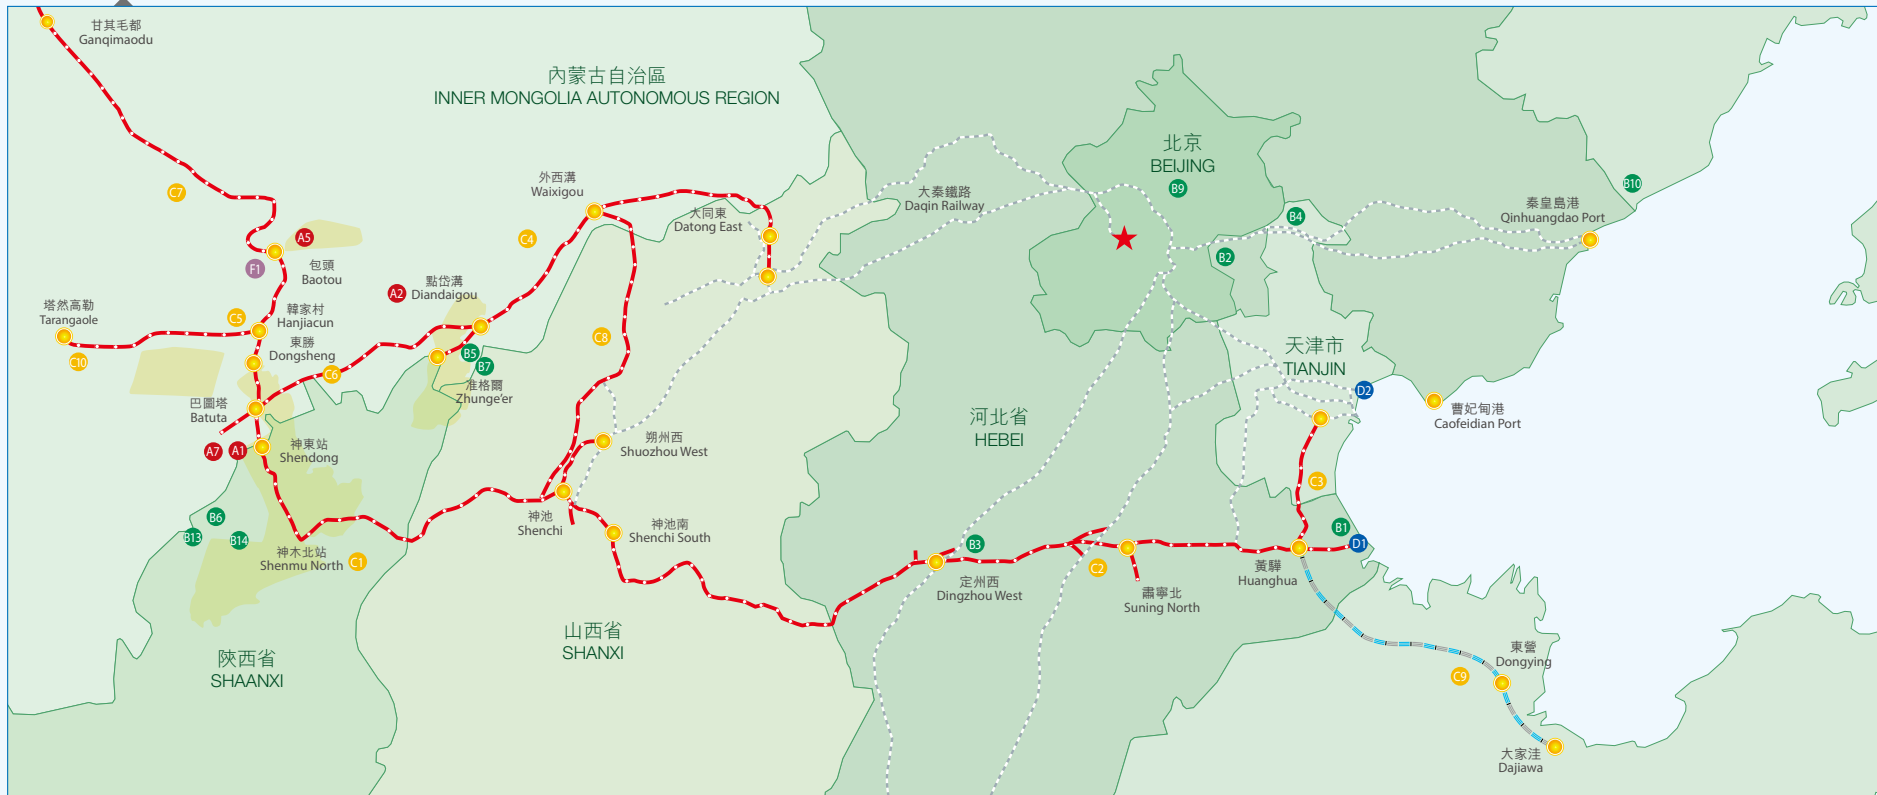 甘其毛都
Ganqimaodu
內蒙古自治區
INNER MONGOLIA AUTONOMOUS REGION
北京
BEIJING
B9
外西溝
Waixigou
大秦鐵路
Daqin Railway
B10
C7
秦皇島港
Qinhuangdao Port
大同東
Datong East
B4
A5
C4
B2
F1
包頭
Baotou
點岱溝
Diandaigou
A2
塔然高勒
Tarangaole
C5
韓家村
Hanjiacun
C8
東勝
Dongsheng
C10
C6
B5
B7
天津市
TIANJIN
D2
准格爾
Zhunge'er
巴圖塔
Batuta
河北省
HEBEI
曹妃甸港
Caofeidian Port
A7
A1
神東站
Shendong
朔州西
Shuozhou West
C3
B6
B13
B14
神池
Shenchi
神池南
Shenchi South
B1
D1
B3
神木北站
Shenmu North
C1
C2
黃驊
Huanghua
定州西
Dingzhou West
肅寧北
Suning North
山西省
SHANXI
陝西省
SHAANXI
東營
Dongying
C9
大家洼
Dajiawa